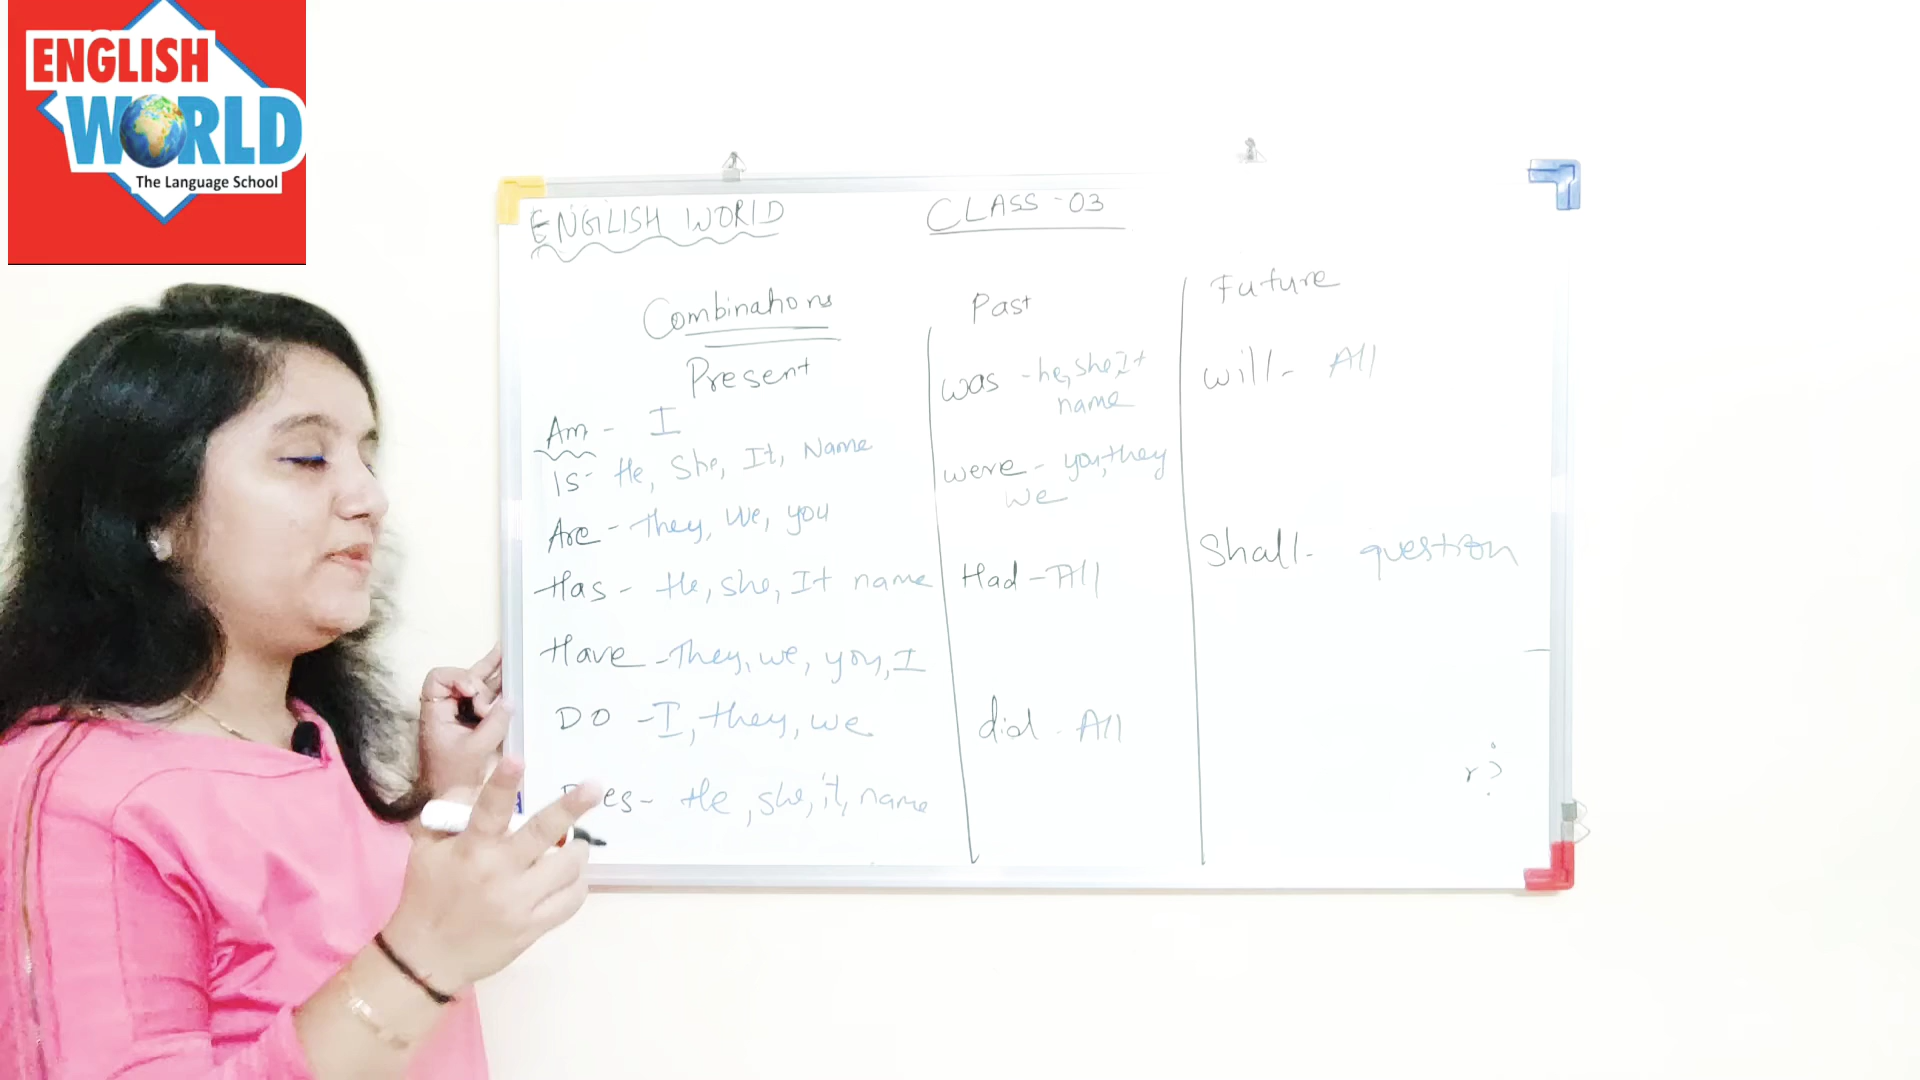 ENGLISH
WORLD
The Language School
ENGLISH WORLD
CLASS-03
Combinations
Present
Am - I
Is - He, She, It, Name
Are - They, We, you
Has - He, she, It name
Have - They, we, you, I
DO - I, they, we
Does - He, she, it, name
Past
was - he, she, It
name
were - you, they
we
Had - All
did - All
Future
will - All
Shall - question